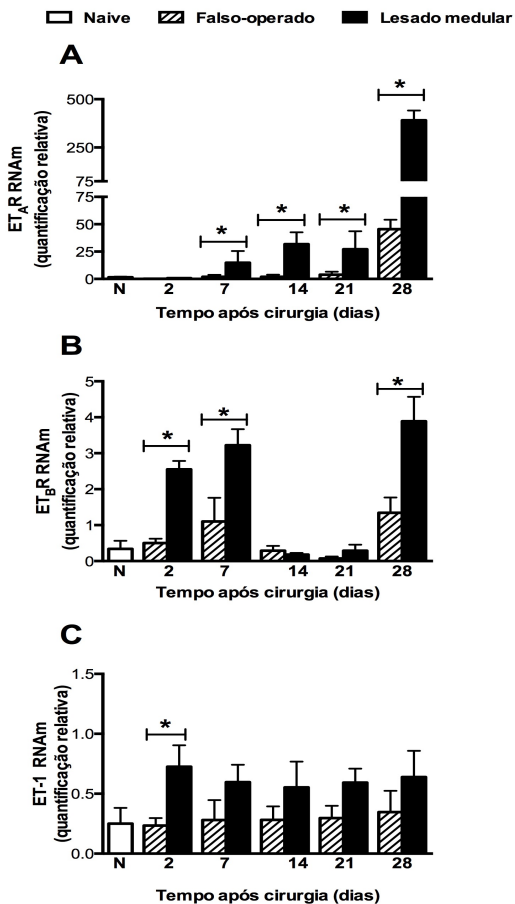 Naive Falso-operado Lesado medular
A
ET_AR RNAm
(quantificação relativa)
500
250
75
75
50
25
0
* * * *
N 2 7 14 21 28
Tempo após cirurgia (dias)
B
ET_BR RNAm
(quantificação relativa)
5
4
3
2
1
0
* * *
N 2 7 14 21 28
Tempo após cirurgia (dias)
C
ET-1 RNAm
(quantificação relativa)
1.5
1.0
0.5
0.0
*
N 2 7 14 21 28
Tempo após cirurgia (dias)